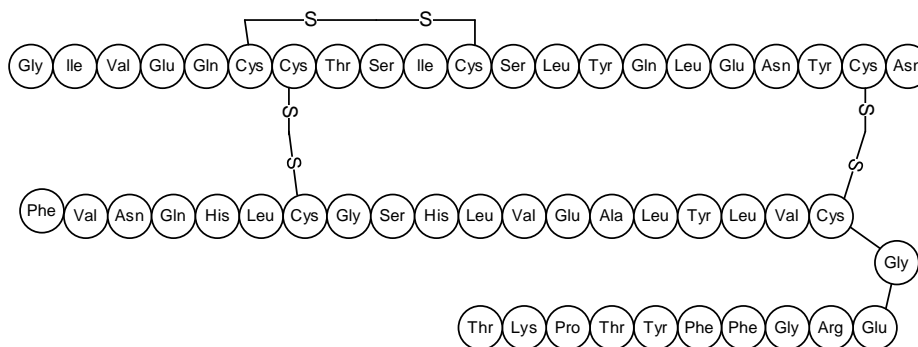 S S
Gly Ile Val Glu Gln Cys Cys Thr Ser Ile Cys Ser Leu Tyr Gln Leu Glu Asn Tyr Cys Asn
S S
S S
Phe Val Asn Gln His Leu Cys Gly Ser His Leu Val Glu Ala Leu Tyr Leu Val Cys
Gly
Thr Lys Pro Thr Tyr Phe Phe Gly Arg Glu